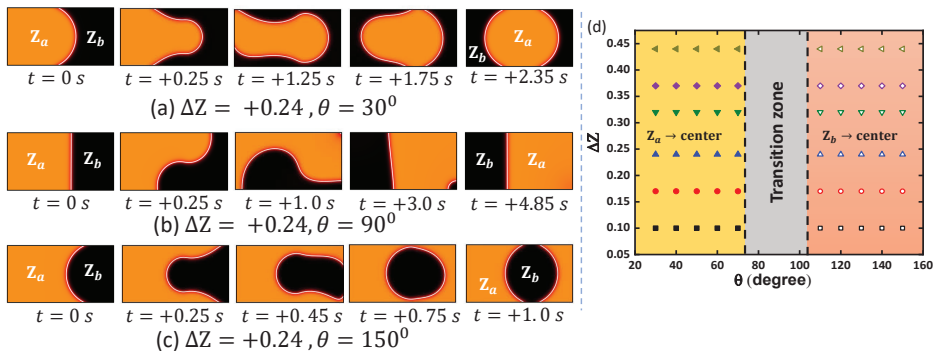 Z_a Z_b
Z_b
t = 0 s t = +0.25 s t = +1.25 s t = +1.75 s t = +2.35 s
(a) ΔZ = +0.24 , θ = 30⁰
Z_a Z_b
Z_b Z_a
t = 0 s t = +0.25 s t = +1.0 s t = +3.0 s t = +4.85 s
(b) ΔZ = +0.24, θ = 90⁰
Z_a Z_b
Z_a Z_b
t = 0 s t = +0.25 s t = +0.45 s t = +0.75 s t = +1.0 s
(c) ΔZ = +0.24, θ = 150⁰
(d)
ΔZ
0.45
0.40
0.35
0.30
0.25
0.20
0.15
0.10
0.05
Z_a → center
Transition zone
Z_b → center
20 40 60 80 100 120 140 160
θ (degree)